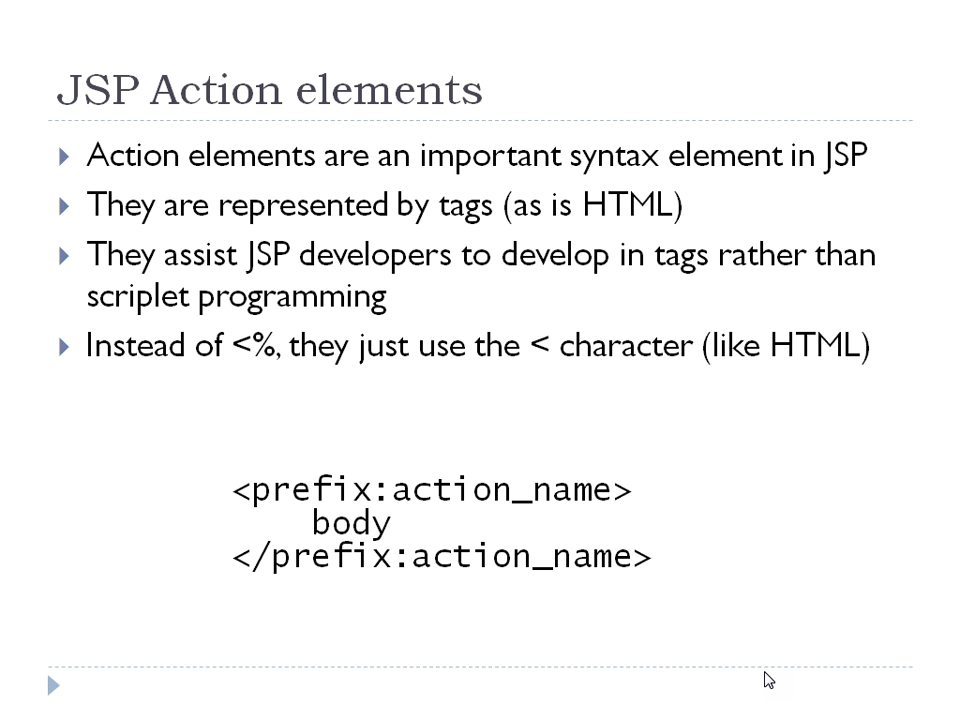 JSP Action elements
Action elements are an important syntax element in JSP
They are represented by tags (as is HTML)
They assist JSP developers to develop in tags rather than
scriplet programming
Instead of <%, they just use the < character (like HTML)
<prefix:action_name>
body
</prefix:action_name>